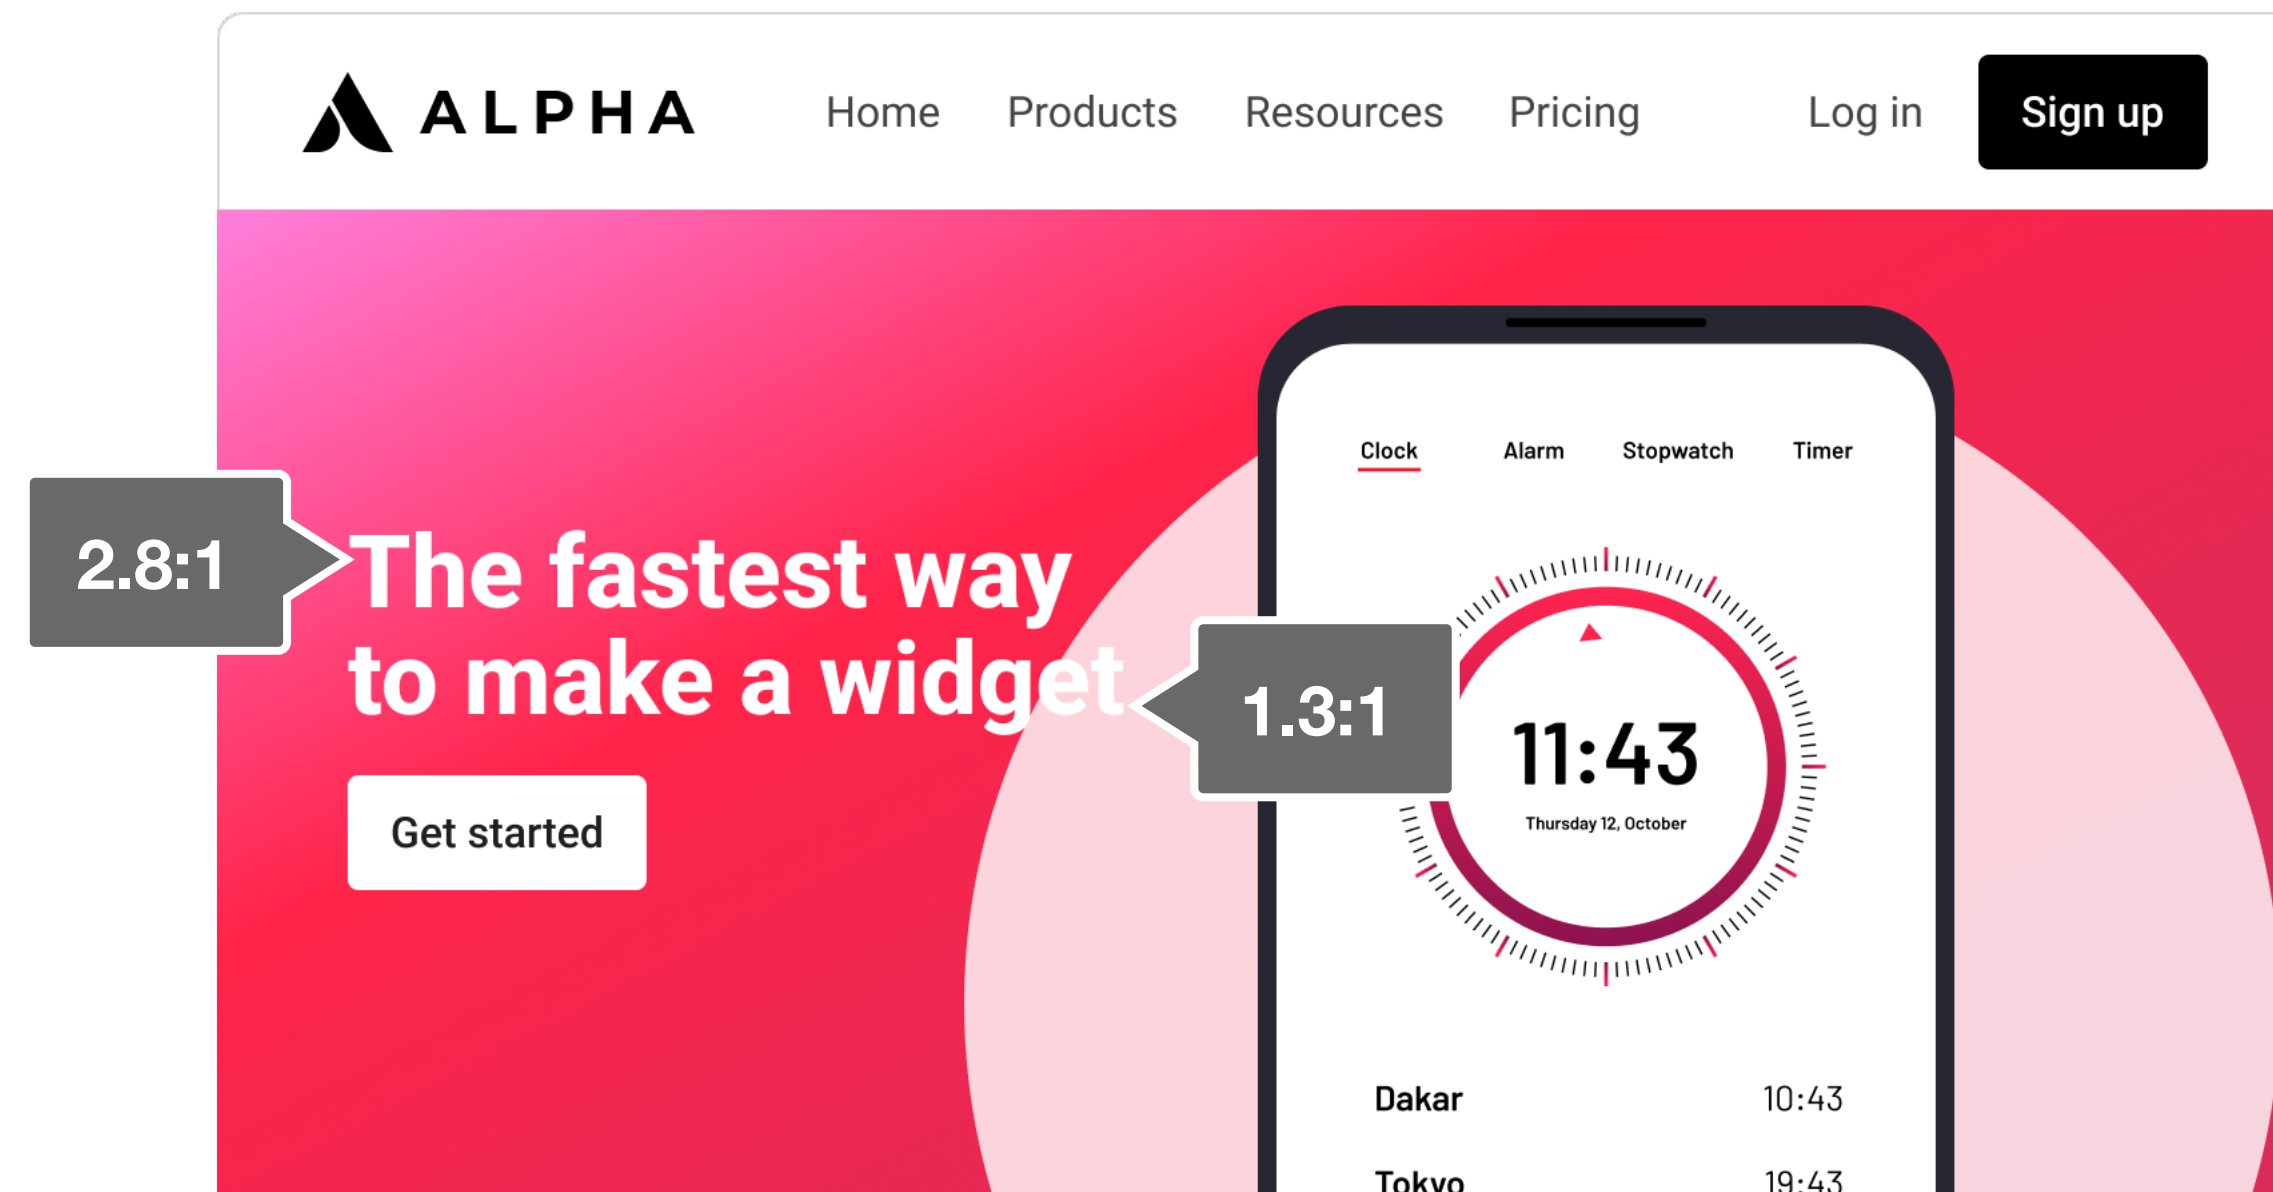 ALPHA Home Products Resources Pricing Log in Sign up
Clock Alarm Stopwatch Timer
2.8:1
The fastest way
to make a widget
1.3:1
Get started
11:43
Thursday 12, October
Dakar 10:43
Tokyo 19:43